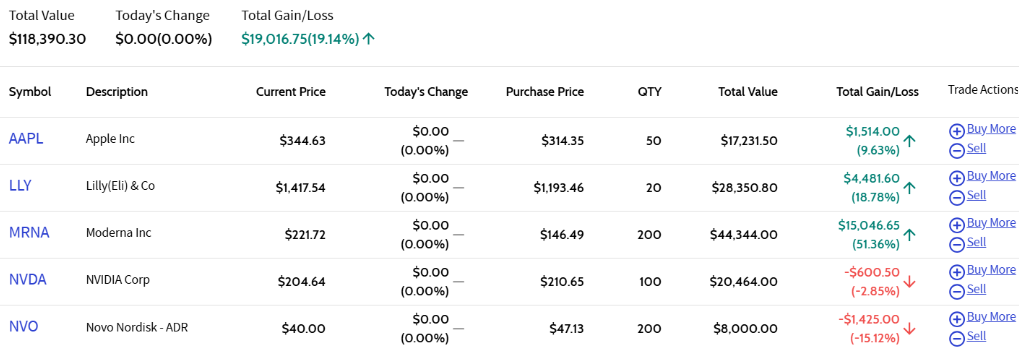 Total Value Today's Change Total Gain/Loss
$118,390.30 $0.00(0.00%) $19,016.75(19.14%)
Symbol Description Current Price Today's Change Purchase Price QTY Total Value Total Gain/Loss Trade Actions
AAPL Apple Inc $344.63 $0.00 (0.00%) $314.35 50 $17,231.50 $1,514.00 (9.63%) Buy More
Sell
LLY Lilly(Eli) & Co $1,417.54 $0.00 (0.00%) $1,193.46 20 $28,350.80 $4,481.60 (18.78%) Buy More
Sell
MRNA Moderna Inc $221.72 $0.00 (0.00%) $146.49 200 $44,344.00 $15,046.65 (51.36%) Buy More
Sell
NVDA NVIDIA Corp $204.64 $0.00 (0.00%) $210.65 100 $20,464.00 -$600.50 (-2.85%) Buy More
Sell
NVO Novo Nordisk - ADR $40.00 $0.00 (0.00%) $47.13 200 $8,000.00 -$1,425.00 (-15.12%) Buy More
Sell